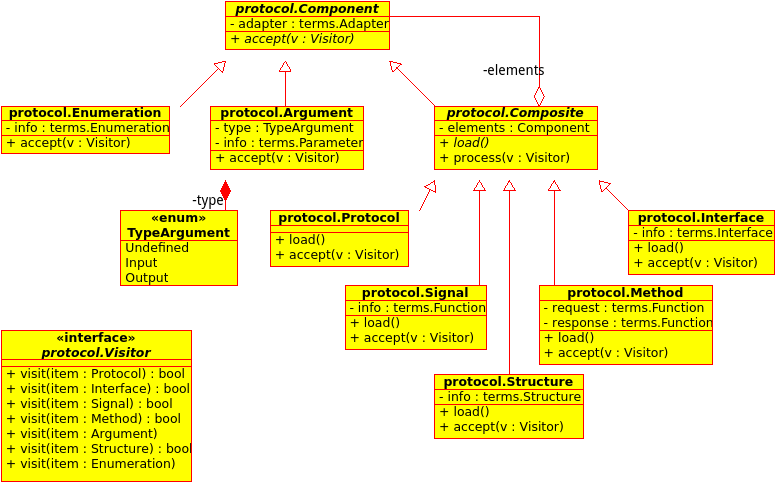 protocol.Component
- adapter : terms.Adapter
+ accept(v : Visitor)
-elements
protocol.Enumeration
- info : terms.Enumeration
+ accept(v : Visitor)
protocol.Argument
- type : TypeArgument
- info : terms.Parameter
+ accept(v : Visitor)
protocol.Composite
- elements : Component
+ load()
+ process(v : Visitor)
-type
«enum»
TypeArgument
Undefined
Input
Output
protocol.Protocol
+ load()
+ accept(v : Visitor)
protocol.Interface
- info : terms.Interface
+ load()
+ accept(v : Visitor)
protocol.Signal
- info : terms.Function
+ load()
+ accept(v : Visitor)
protocol.Method
- request : terms.Function
- response : terms.Function
+ load()
+ accept(v : Visitor)
«interface»
protocol.Visitor
+ visit(item : Protocol) : bool
+ visit(item : Interface) : bool
+ visit(item : Signal) : bool
+ visit(item : Method) : bool
+ visit(item : Argument)
+ visit(item : Structure) : bool
+ visit(item : Enumeration)
protocol.Structure
- info : terms.Structure
+ load()
+ accept(v : Visitor)